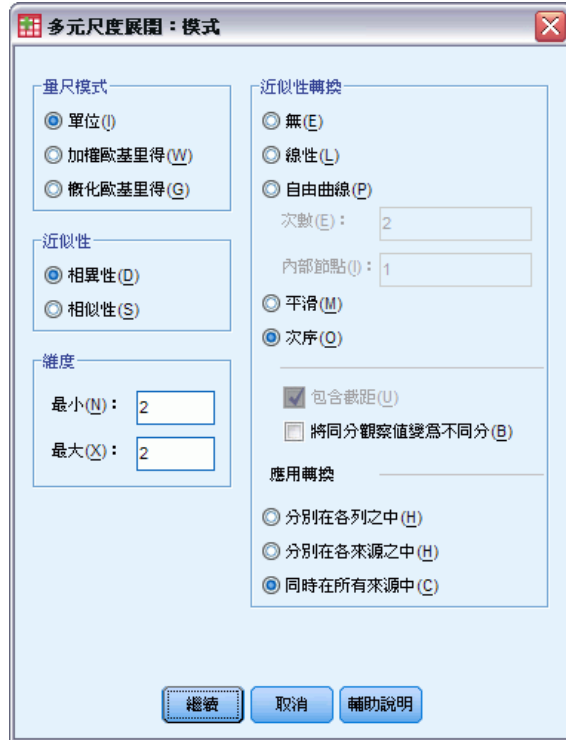 多元尺度展開：模式
量尺模式
單位(I)
加權歐基里得(W)
概化歐基里得(G)
近似性
相異性(D)
相似性(S)
維度
最小(N)： 2
最大(X)： 2
近似性轉換
無(E)
線性(L)
自由曲線(P)
次數(E)： 2
內部節點(I)： 1
平滑(M)
次序(O)
包含截距(U)
將同分觀察值變為不同分(B)
應用轉換
分別在各列之中(H)
分別在各來源之中(H)
同時在所有來源中(C)
繼續
取消
輔助說明